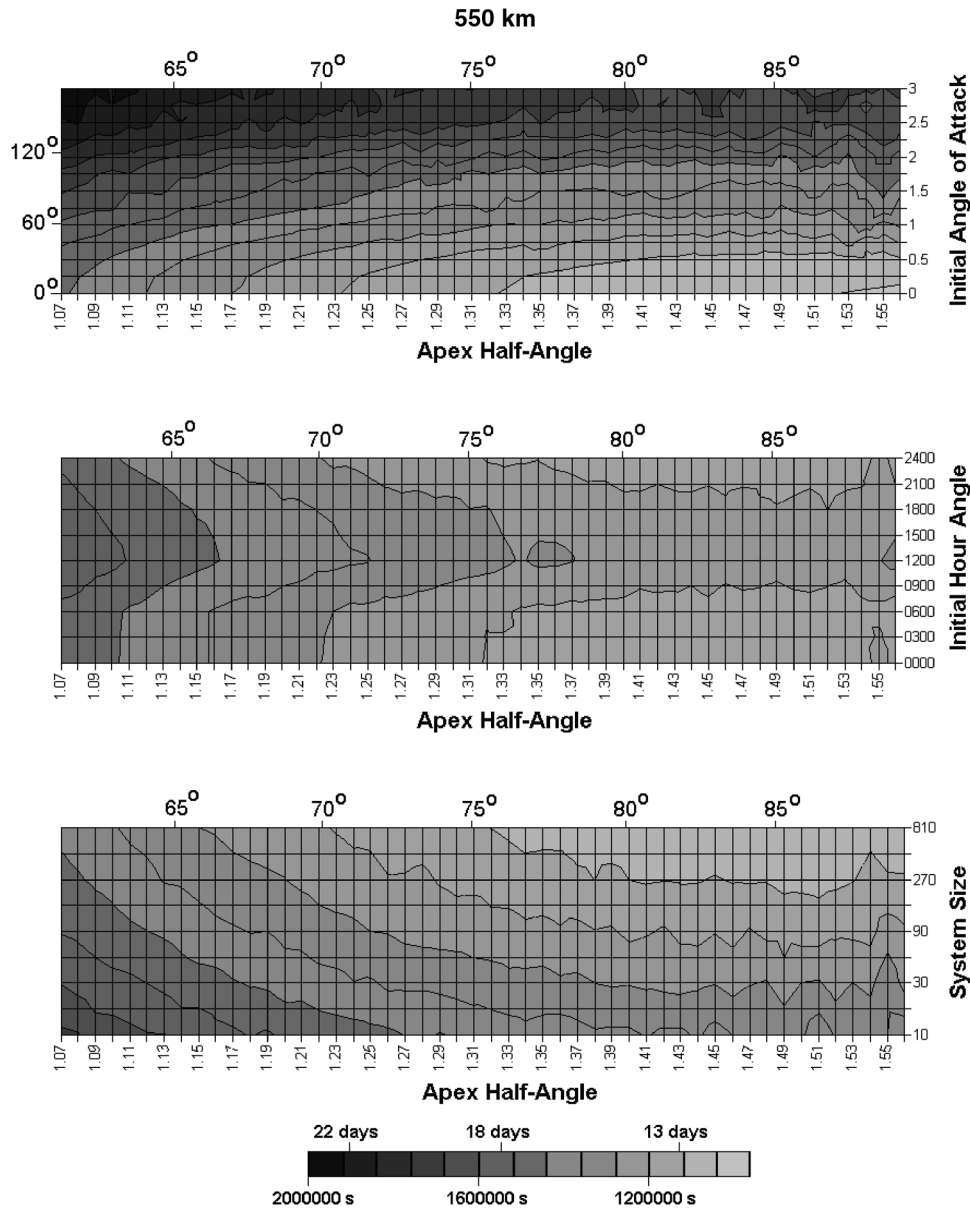 550 km
65° 70° 75° 80° 85°
3
2.5
120° 2
1.5
60° 1
0.5
0° 0
Initial Angle of Attack
1.07 1.09 1.11 1.13 1.15 1.17 1.19 1.21 1.23 1.25 1.27 1.29 1.31 1.33 1.35 1.37 1.39 1.41 1.43 1.45 1.47 1.49 1.51 1.53 1.55
Apex Half-Angle
65° 70° 75° 80° 85°
2400
2100
1800
1500
1200
0900
0600
0300
0000
Initial Hour Angle
1.07 1.09 1.11 1.13 1.15 1.17 1.19 1.21 1.23 1.25 1.27 1.29 1.31 1.33 1.35 1.37 1.39 1.41 1.43 1.45 1.47 1.49 1.51 1.53 1.55
Apex Half-Angle
65° 70° 75° 80° 85°
810
270
90
30
10
System Size
1.07 1.09 1.11 1.13 1.15 1.17 1.19 1.21 1.23 1.25 1.27 1.29 1.31 1.33 1.35 1.37 1.39 1.41 1.43 1.45 1.47 1.49 1.51 1.53 1.55
Apex Half-Angle
22 days 18 days 13 days
2000000 s 1600000 s 1200000 s